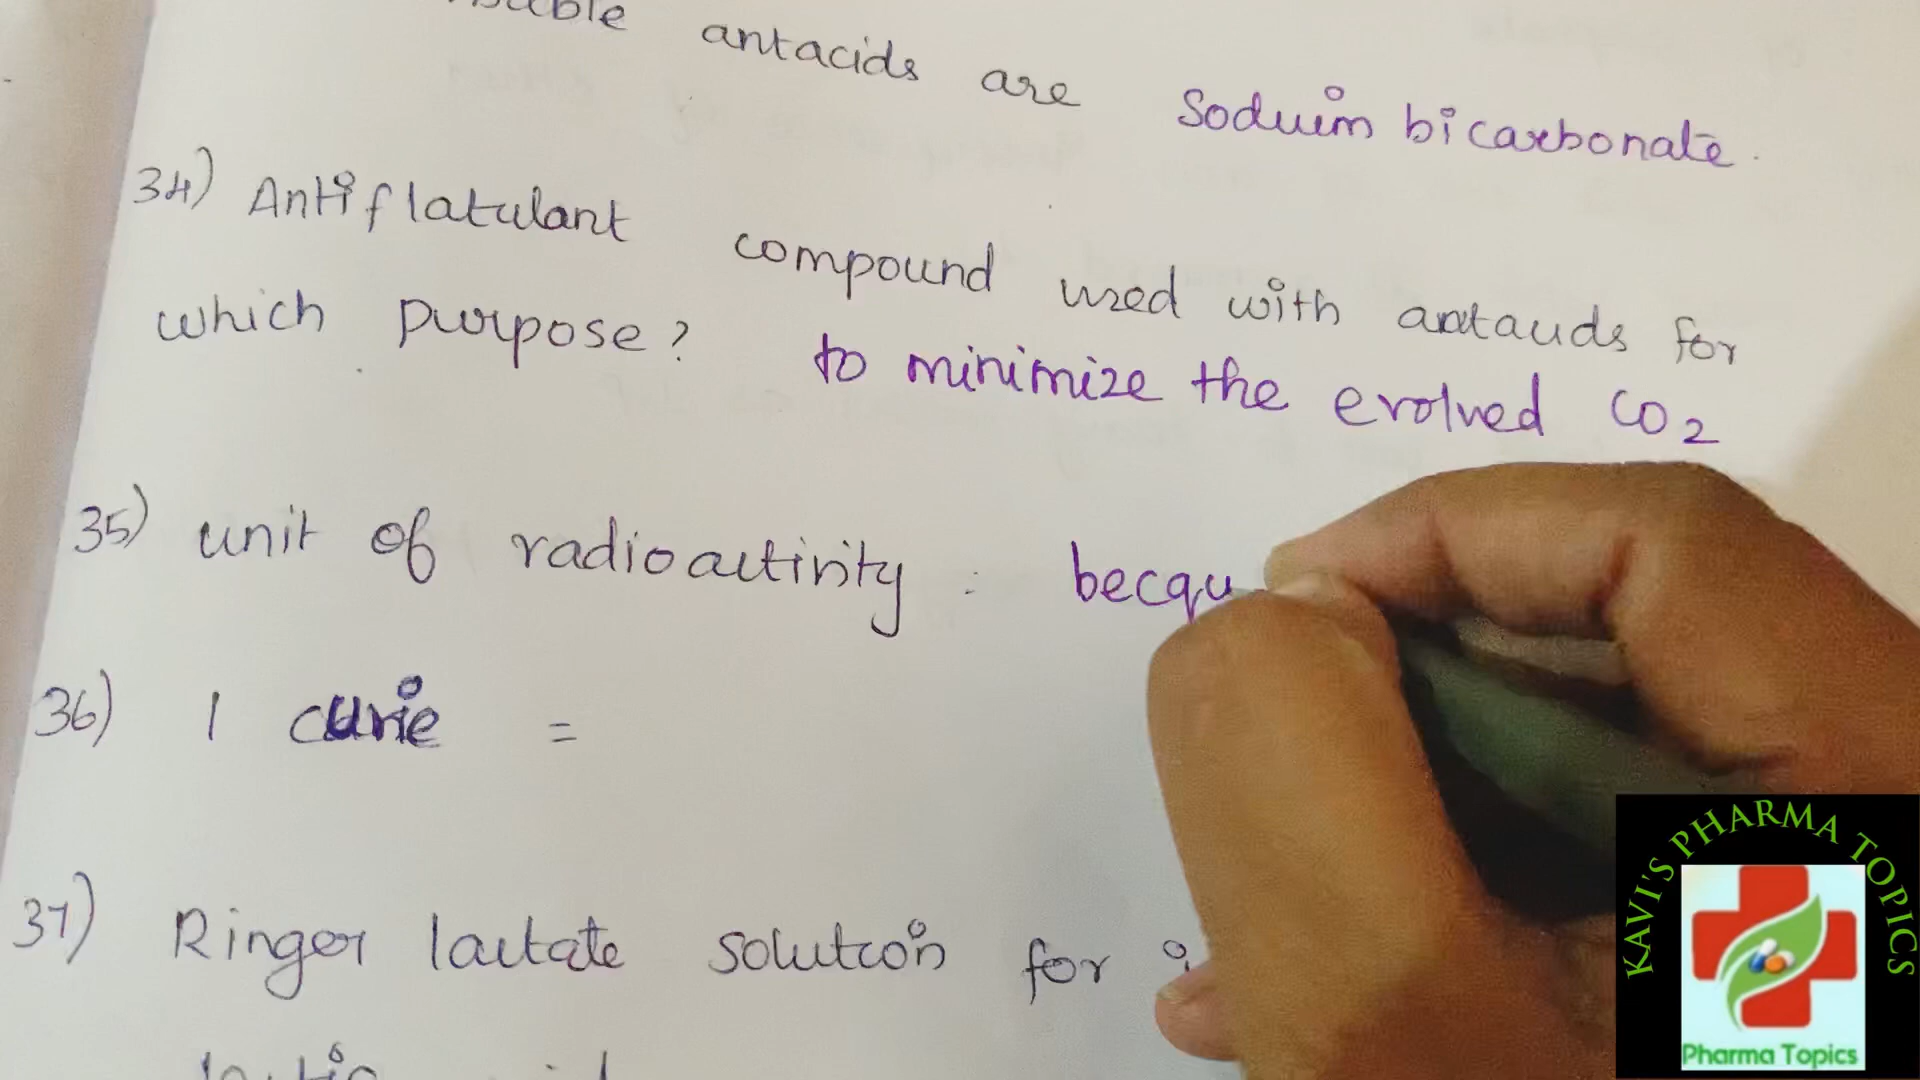 antacids are Soduim bicarbonate.
34) Antiflatulant compound used with antacids for
which purpose? to minimize the evolved CO2
35) unit of radioactivity : becqu
36) 1 curie =
37) Ringer lactate solution for
KAVI'S PHARMA TOPICS
Pharma Topics